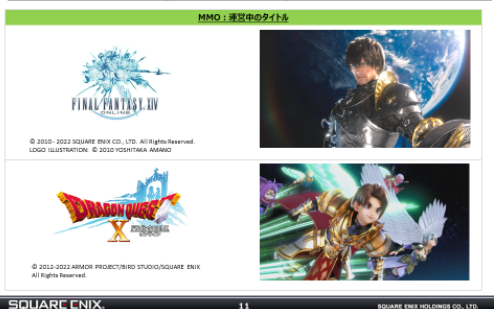 MMO：運営中のタイトル
FINAL FANTASY XIV
ONLINE
© 2010 - 2022 SQUARE ENIX CO., LTD. All Rights Reserved.
LOGO ILLUSTRATION: © 2010 YOSHITAKA AMANO
DRAGON QUEST
X
© 2012-2022 ARMOR PROJECT/BIRD STUDIO/SQUARE ENIX
All Rights Reserved.
SQUARE ENIX.
11
SQUARE ENIX HOLDINGS CO., LTD.